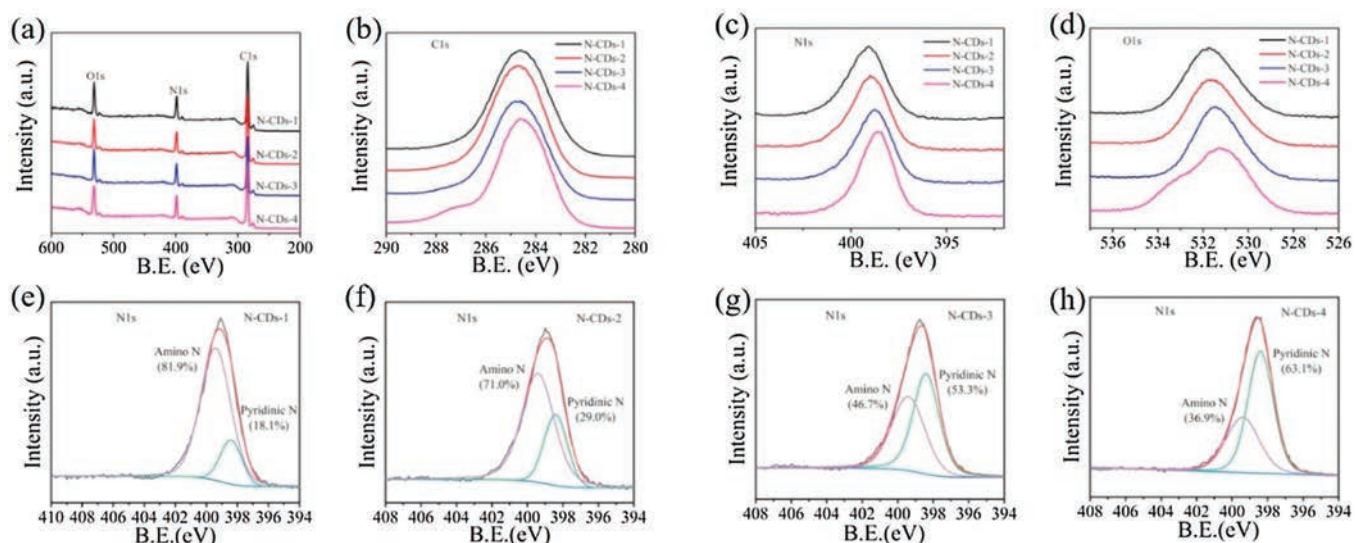 (a)
O1s
N1s
C1s
N-CDs-1
N-CDs-2
N-CDs-3
N-CDs-4
Intensity (a.u.)
600 500 400 300 200
B.E. (eV)
(b)
C1s
N-CDs-1
N-CDs-2
N-CDs-3
N-CDs-4
Intensity (a.u.)
290 288 286 284 282 280
B.E. (eV)
(c)
N1s
N-CDs-1
N-CDs-2
N-CDs-3
N-CDs-4
Intensity (a.u.)
405 400 395
B.E. (eV)
(d)
O1s
N-CDs-1
N-CDs-2
N-CDs-3
N-CDs-4
Intensity (a.u.)
536 534 532 530 528 526
B.E. (eV)
(e)
N1s
N-CDs-1
Amino N
(81.9%)
Pyridinic N
(18.1%)
Intensity (a.u.)
410 408 406 404 402 400 398 396 394
B.E.(eV)
(f)
N1s
N-CDs-2
Amino N
(71.0%)
Pyridinic N
(29.0%)
Intensity (a.u.)
408 406 404 402 400 398 396 394
B.E.(eV)
(g)
N1s
N-CDs-3
Amino N
(46.7%)
Pyridinic N
(53.3%)
Intensity (a.u.)
408 406 404 402 400 398 396 394
B.E.(eV)
(h)
N1s
N-CDs-4
Pyridinic N
(63.1%)
Amino N
(36.9%)
Intensity (a.u.)
408 406 404 402 400 398 396 394
B.E.(eV)